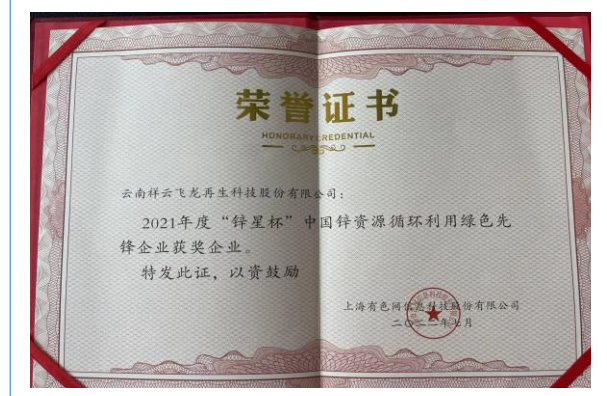 荣誉证书
HONORARY CREDENTIAL
云南祥云飞龙再生科技股份有限公司：
2021年度“锌星杯”中国锌资源循环利用绿色先
锋企业获奖企业。
特发此证，以资鼓励
上海有色网信息科技股份有限公司
二〇二二年七月